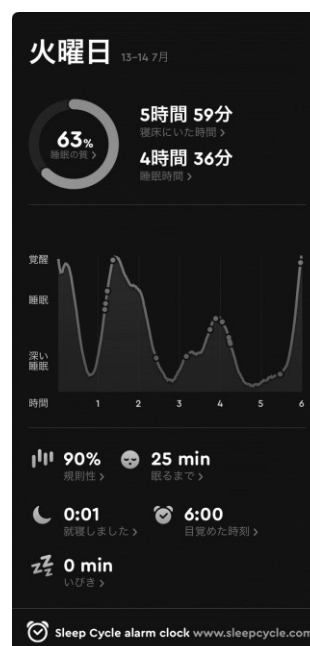 火曜日 13-14 7月
63%
睡眠の質 >
5時間 59分
寝床にいた時間 >
4時間 36分
睡眠時間 >
覚醒
睡眠
深い
睡眠
時間 1 2 3 4 5 6
90%
規則性 >
25 min
眠るまで >
0:01
就寝しました >
6:00
目覚めた時刻 >
0 min
いびき >
Sleep Cycle alarm clock www.sleepcycle.com